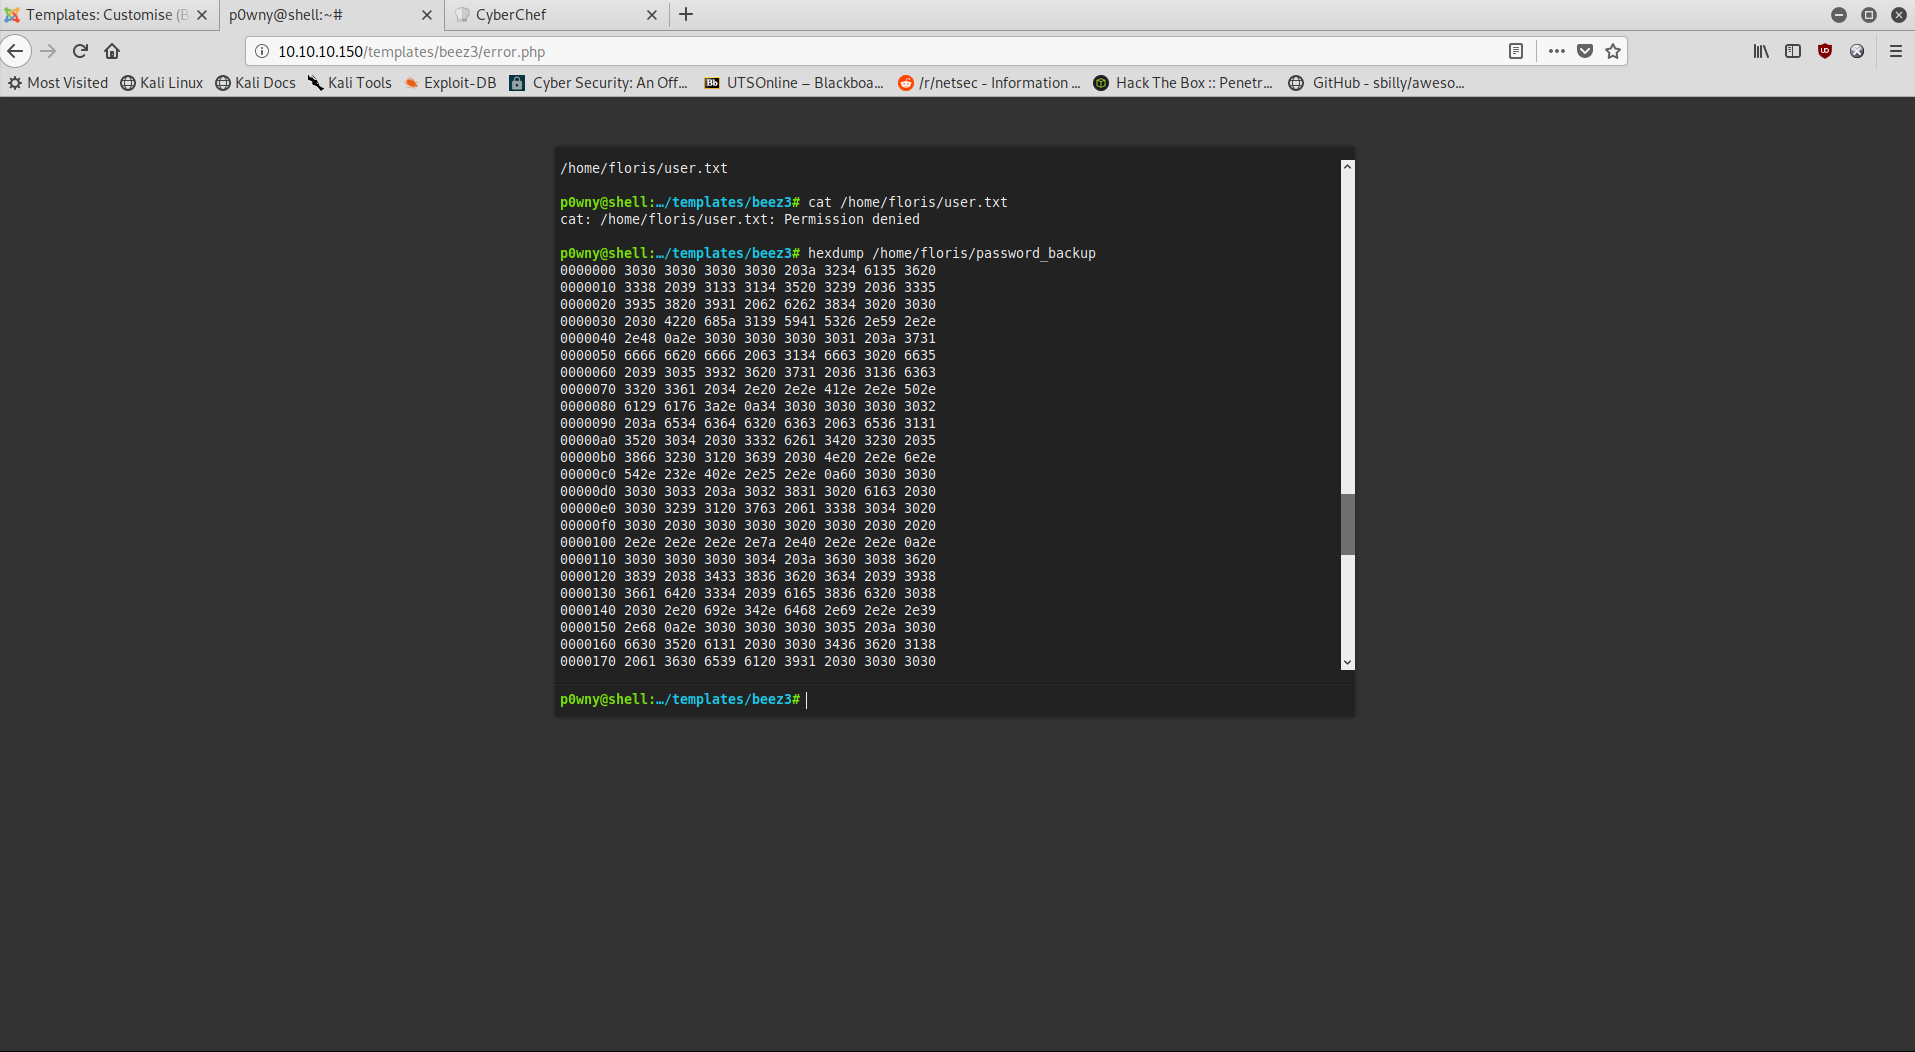 Templates: Customise (B
p0wny@shell:~#
CyberChef
10.10.10.150/templates/beez3/error.php
Most Visited Kali Linux Kali Docs Kali Tools Exploit-DB Cyber Security: An Off... UTSOnline – Blackboa... /r/netsec - Information ... Hack The Box :: Penetr... GitHub - sbilly/aweso...
/home/floris/user.txt
p0wny@shell:…/templates/beez3# cat /home/floris/user.txt
cat: /home/floris/user.txt: Permission denied
p0wny@shell:…/templates/beez3# hexdump /home/floris/password_backup
0000000 3030 3030 3030 3030 203a 3234 6135 3620
0000010 3338 2039 3133 3134 3520 3239 2036 3335
0000020 3935 3820 3931 2062 6262 3834 3020 3030
0000030 2030 4220 685a 3139 5941 5326 2e59 2e2e
0000040 2e48 0a2e 3030 3030 3030 3031 203a 3731
0000050 6666 6620 6666 2063 3134 6663 3020 6635
0000060 2039 3035 3932 3620 3731 2036 3136 6363
0000070 3320 3361 2034 2e20 2e2e 412e 2e2e 502e
0000080 6129 6176 3a2e 0a34 3030 3030 3030 3032
0000090 203a 6534 6364 6320 6363 2063 6536 3131
00000a0 3520 3034 2030 3332 6261 3420 3230 2035
00000b0 3866 3230 3120 3639 2030 4e20 2e2e 6e2e
00000c0 542e 232e 402e 2e25 2e2e 0a60 3030 3030
00000d0 3030 3033 203a 3032 3831 3020 6163 2030
00000e0 3030 3239 3120 3763 2061 3338 3034 3020
00000f0 3030 2030 3030 3030 3020 3030 2030 2020
0000100 2e2e 2e2e 2e2e 2e7a 2e40 2e2e 2e2e 0a2e
0000110 3030 3030 3030 3034 203a 3630 3038 3620
0000120 3839 2038 3433 3836 3620 3634 2039 3938
0000130 3661 6420 3334 2039 6165 3836 6320 3038
0000140 2030 2e20 692e 342e 6468 2e69 2e2e 2e39
0000150 2e68 0a2e 3030 3030 3030 3035 203a 3030
0000160 6630 3520 6131 2030 3030 3436 3620 3138
0000170 2061 3630 6539 6120 3931 2030 3030 3030
p0wny@shell:…/templates/beez3#